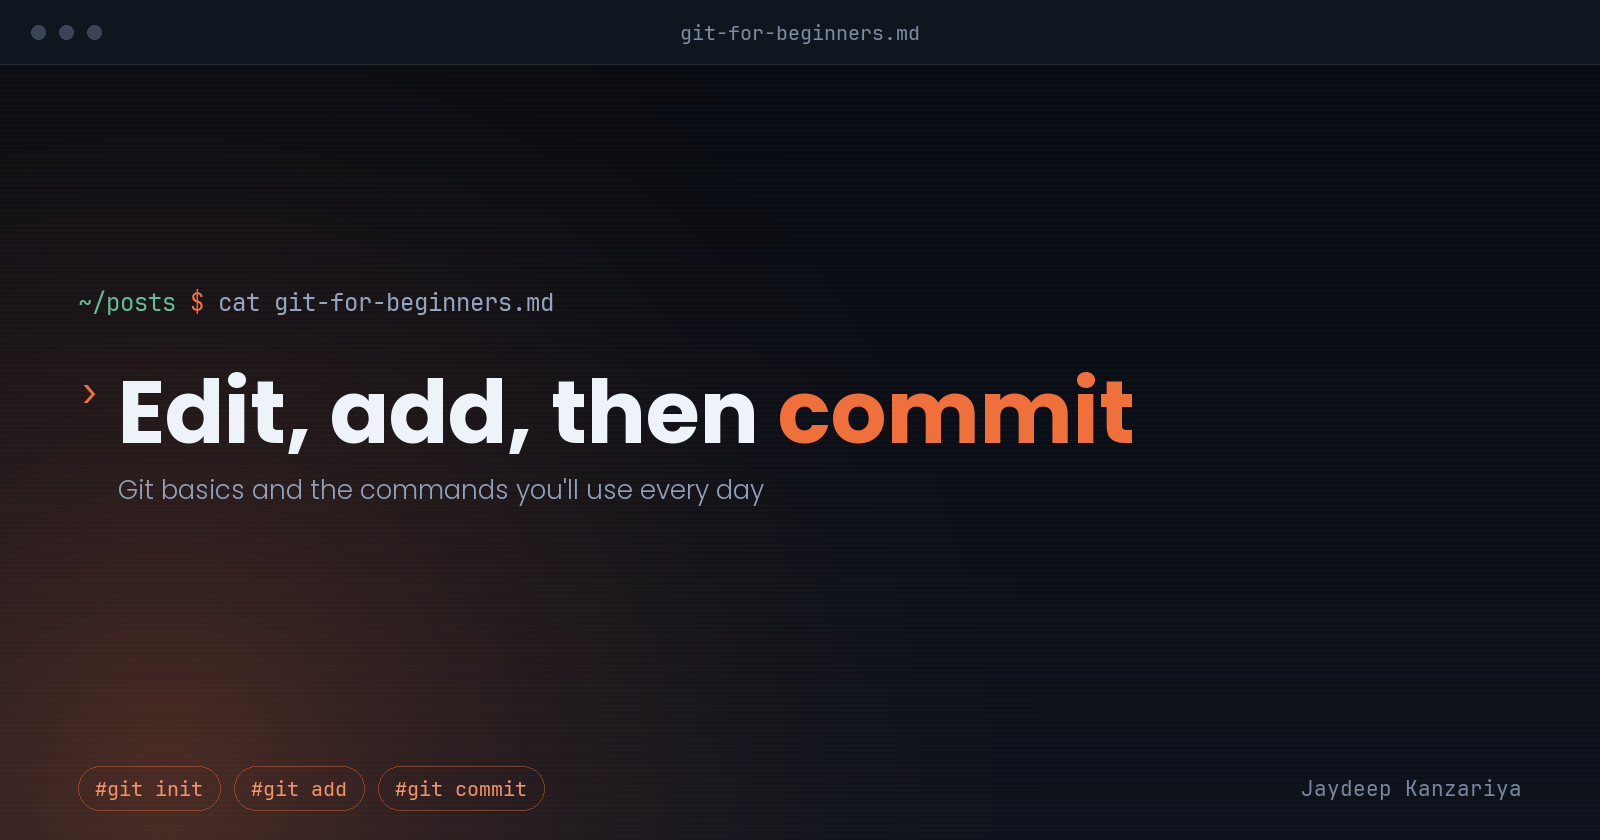 git-for-beginners.md
~/posts $ cat git-for-beginners.md
› Edit, add, then commit
Git basics and the commands you'll use every day
#git init #git add #git commit
Jaydeep Kanzariya